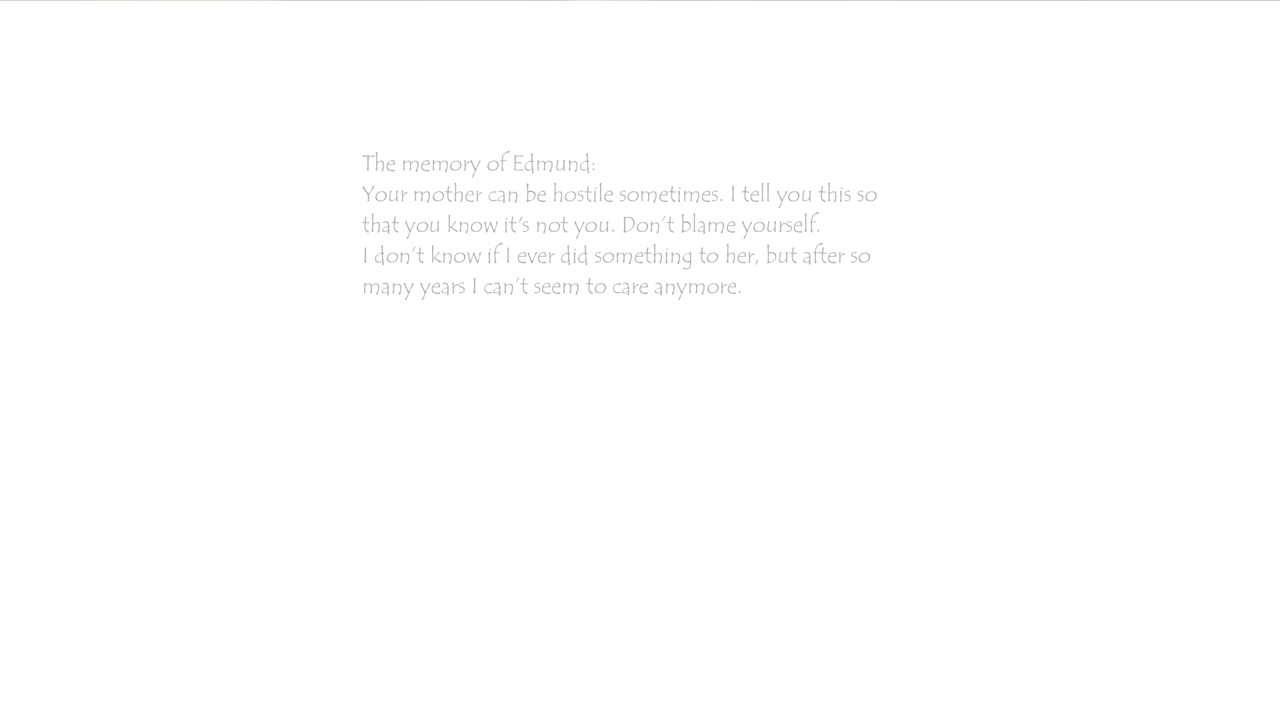 The memory of Edmund:
Your mother can be hostile sometimes. I tell you this so
that you know it's not you. Don't blame yourself.
I don't know if I ever did something to her, but after so
many years I can't seem to care anymore.